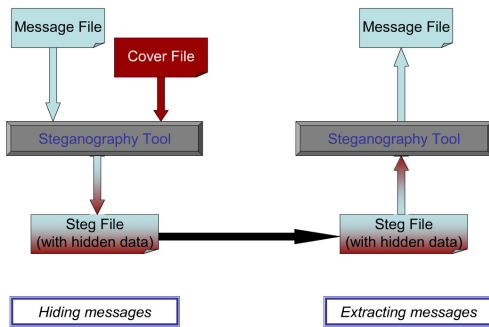 Message File
Message File
Cover File
Steganography Tool
Steganography Tool
Steg File
(with hidden data)
Steg File
(with hidden data)
Hiding messages
Extracting messages